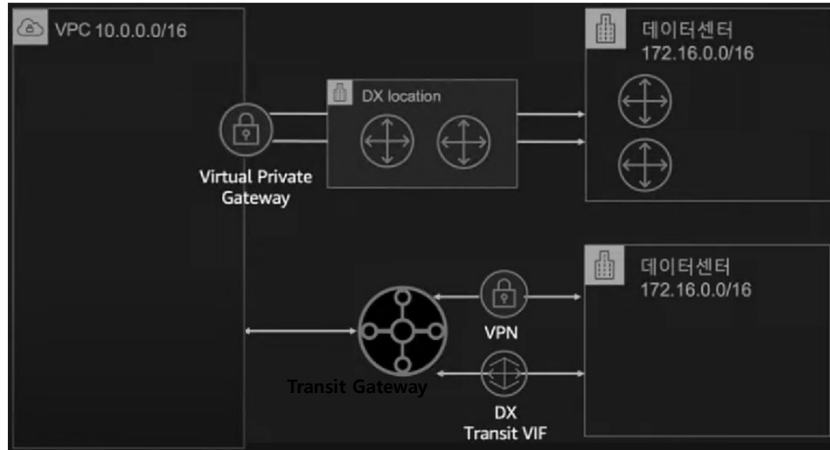 VPC 10.0.0.0/16
데이터센터
172.16.0.0/16
DX location
Virtual Private
Gateway
데이터센터
172.16.0.0/16
VPN
Transit Gateway
DX
Transit VIF